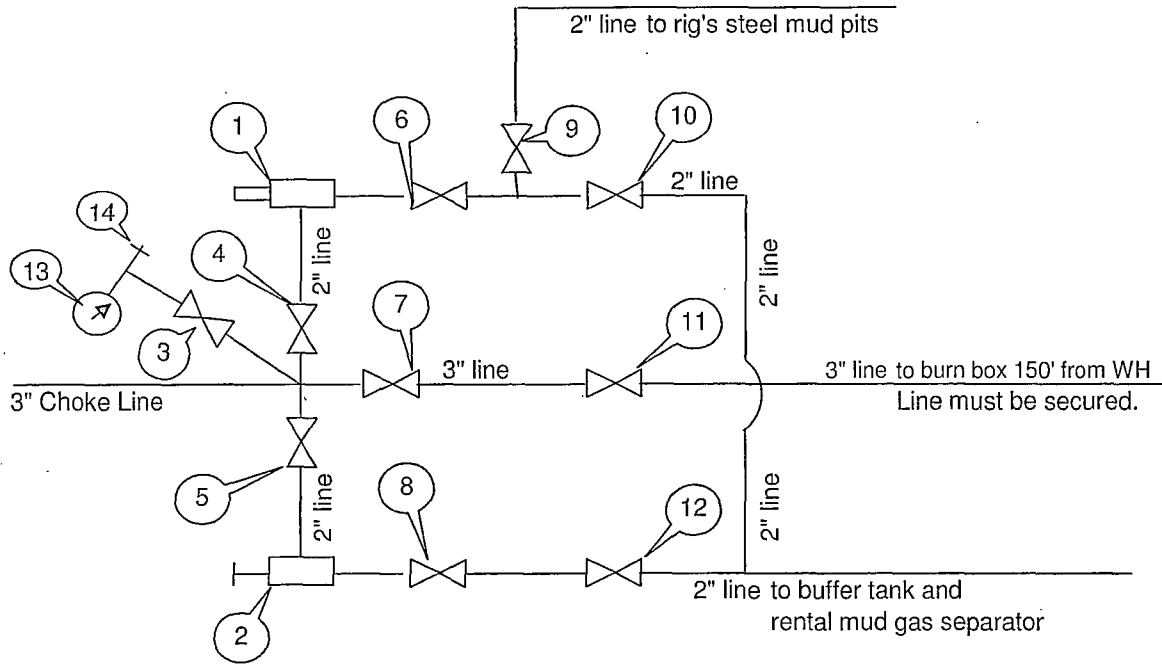 2" line to rig's steel mud pits
1
6
9
10
2" line
14
4
2" line
2" line
13
7
11
3
3" line
3" line to burn box 150' from WH
3" Choke Line
Line must be secured.
5
8
12
2" line
2" line
2" line to buffer tank and
rental mud gas separator
2